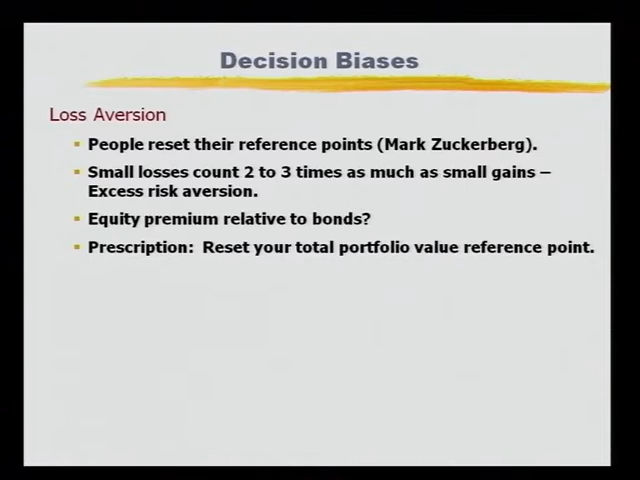 Decision Biases
Loss Aversion
▪ People reset their reference points (Mark Zuckerberg).
▪ Small losses count 2 to 3 times as much as small gains –
Excess risk aversion.
▪ Equity premium relative to bonds?
▪ Prescription: Reset your total portfolio value reference point.